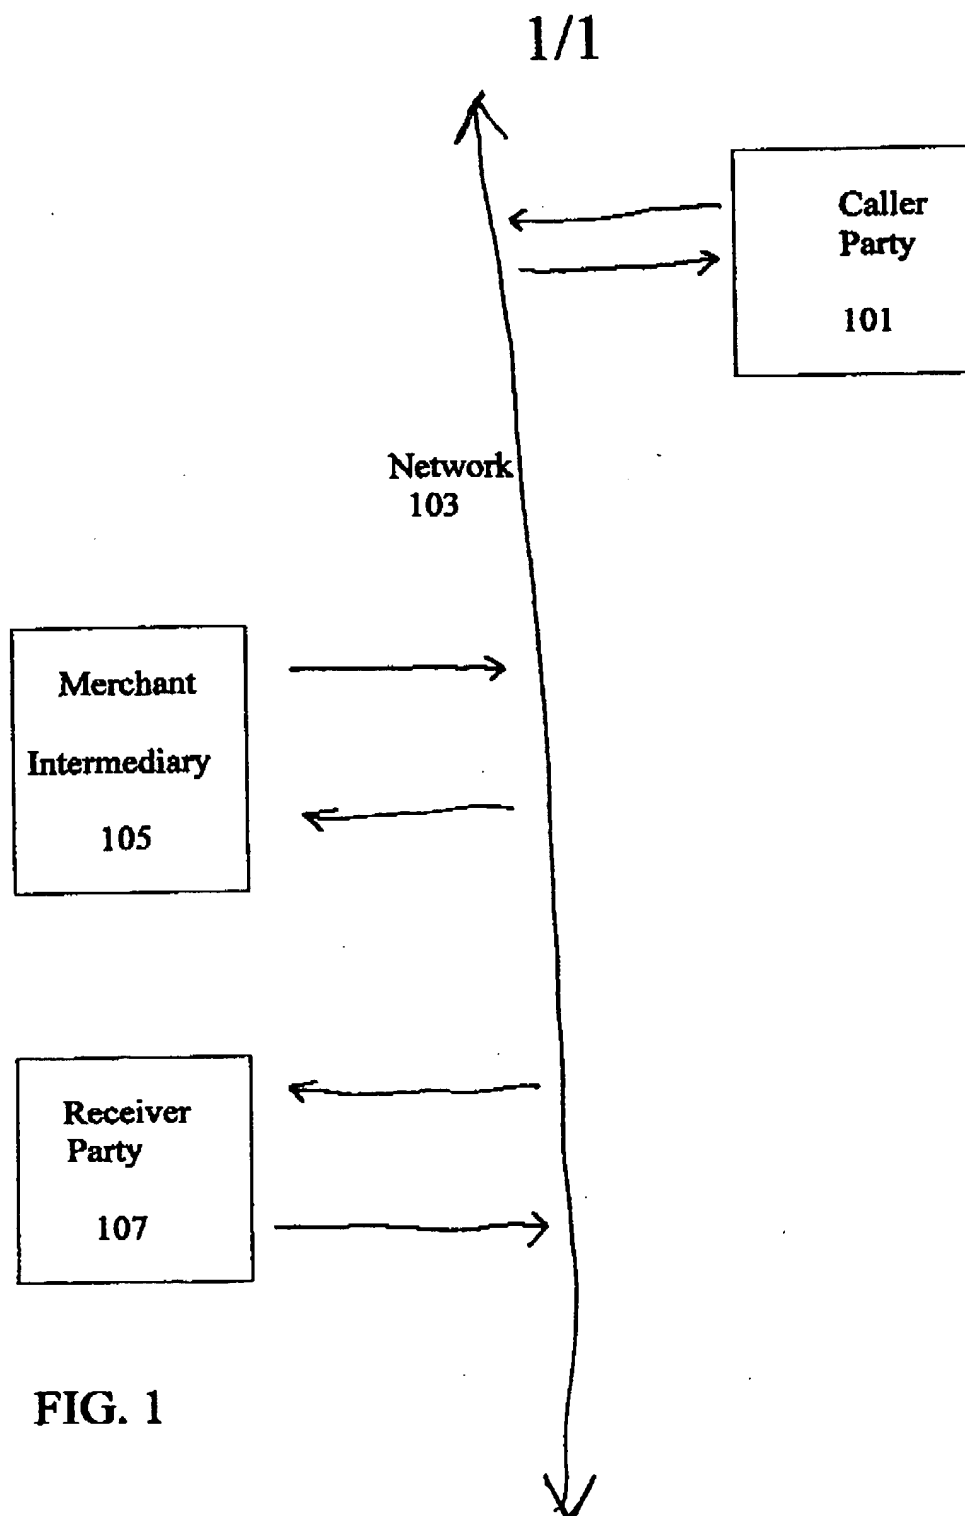 1/1
Caller
Party
101
Network
103
Merchant
Intermediary
105
Receiver
Party
107
FIG. 1